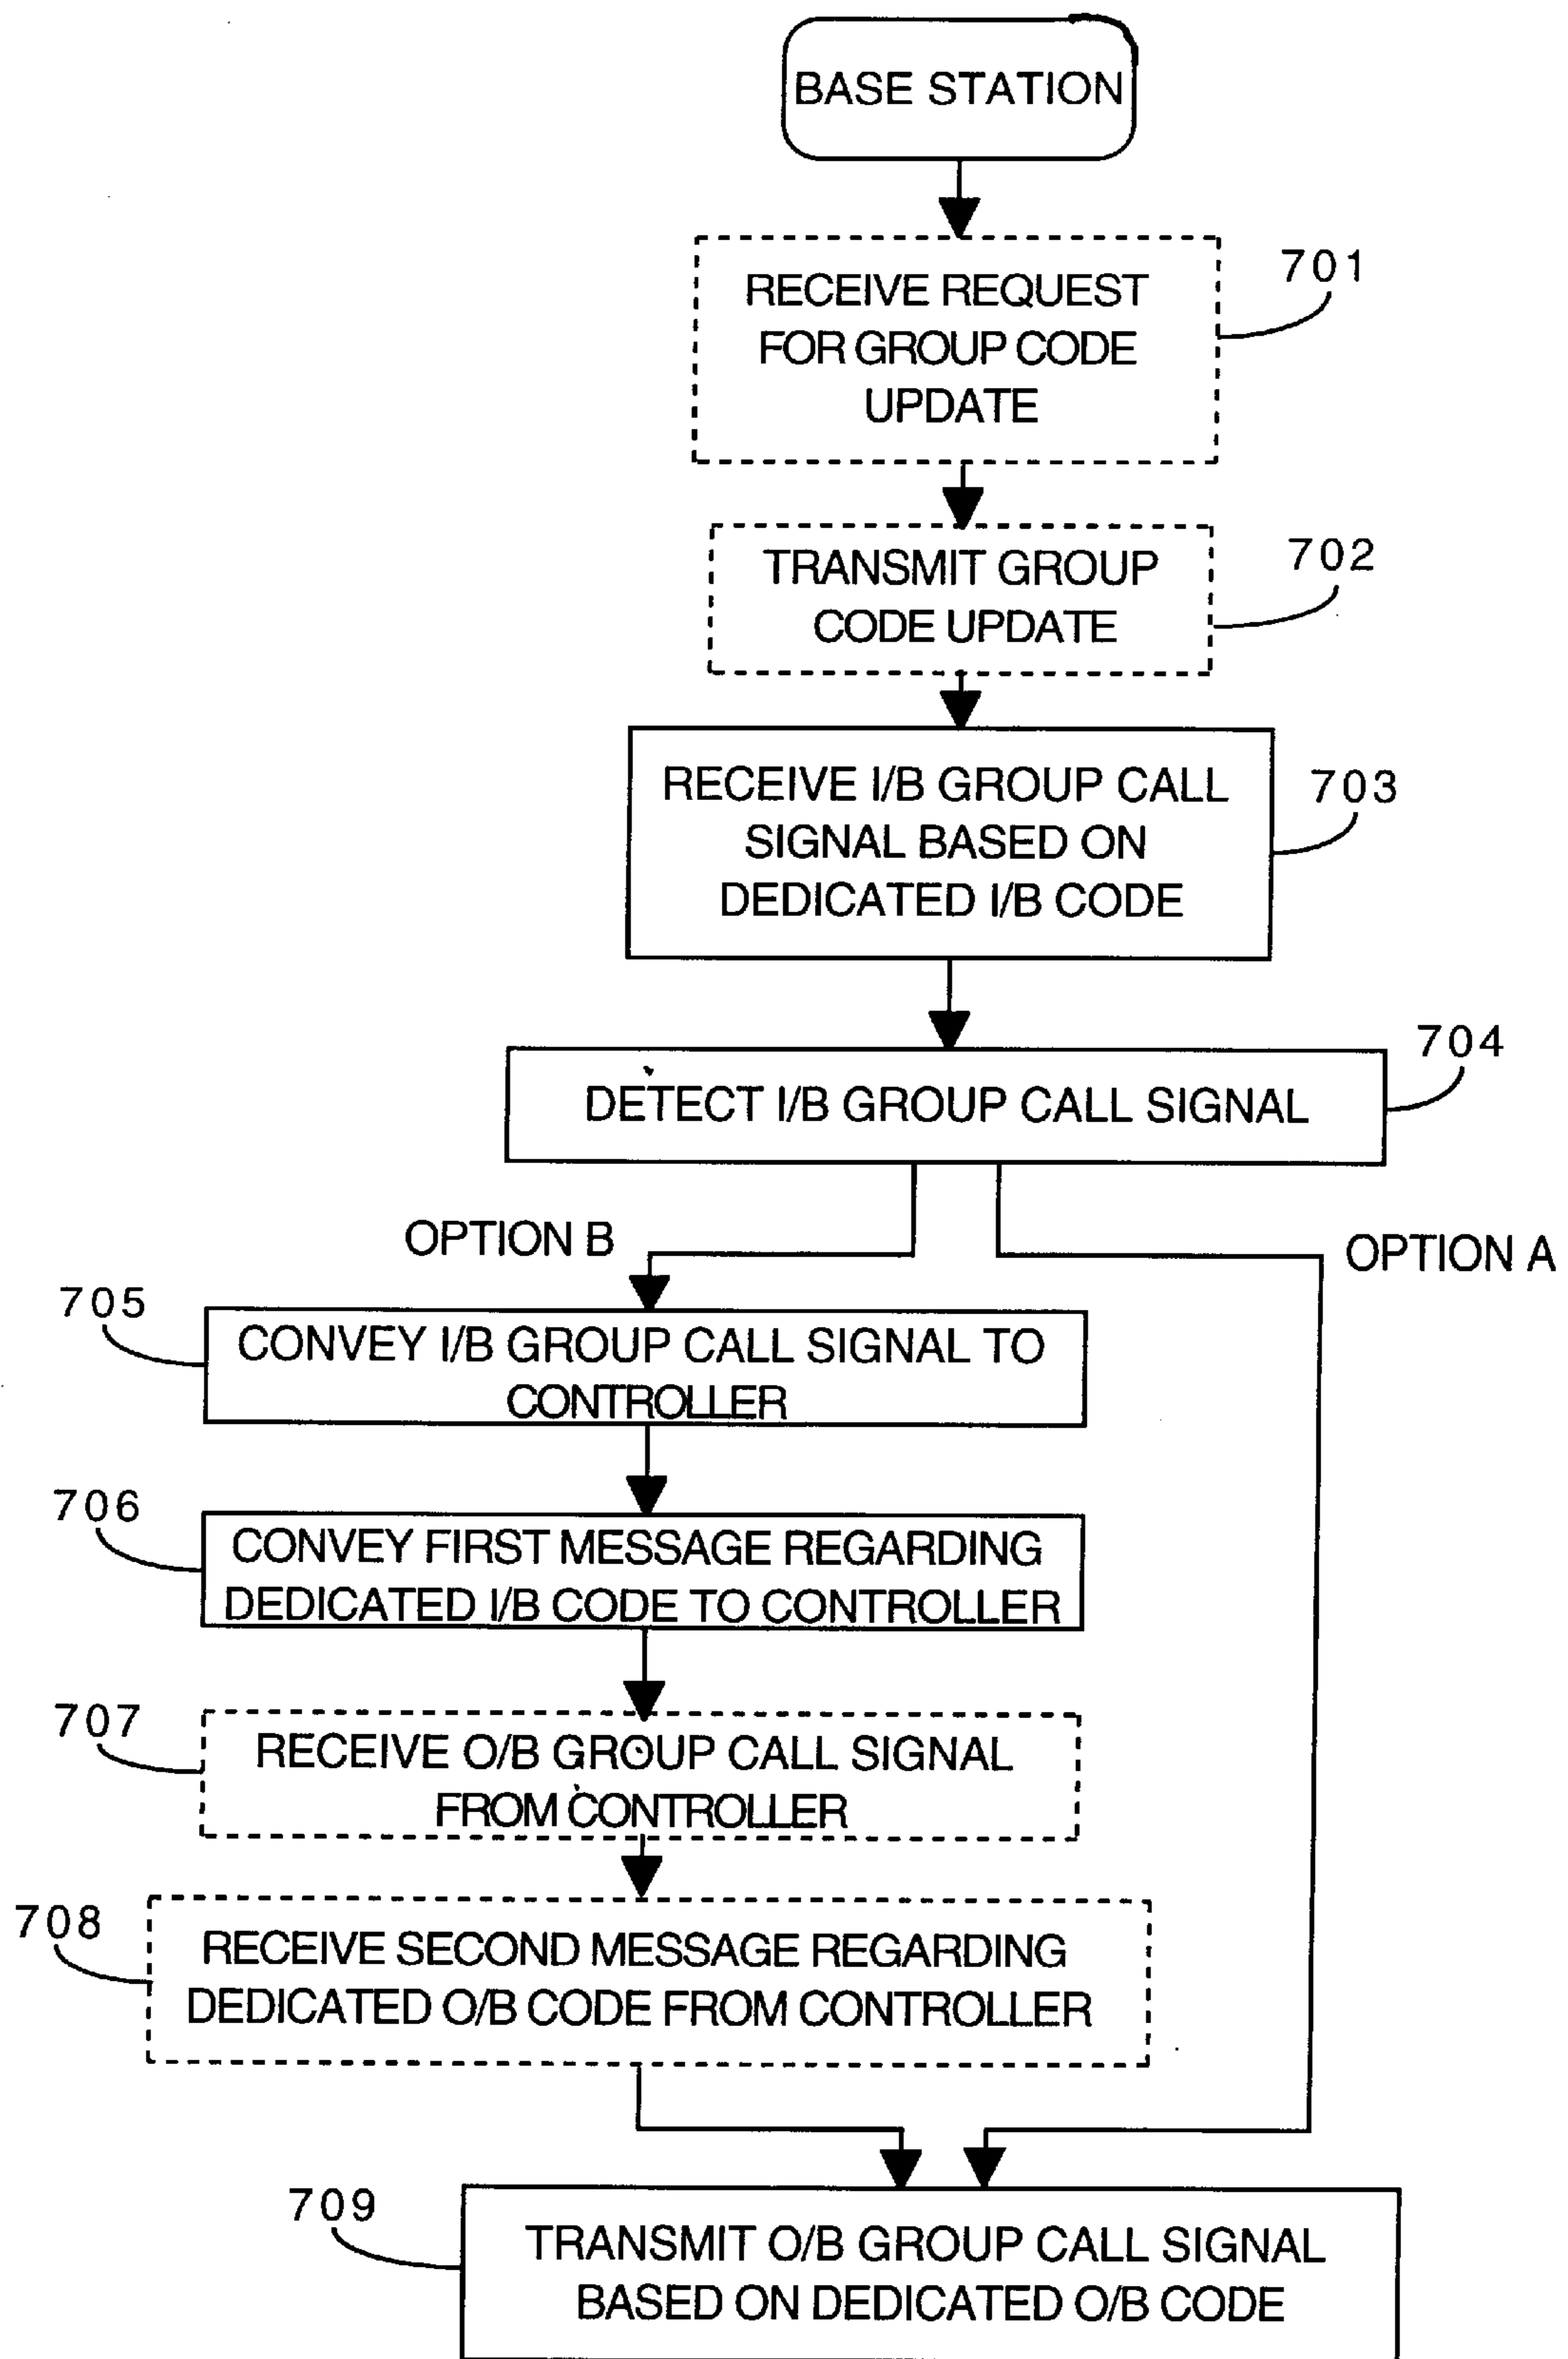 BASE STATION
701
RECEIVE REQUEST
FOR GROUP CODE
UPDATE
702
TRANSMIT GROUP
CODE UPDATE
703
RECEIVE I/B GROUP CALL
SIGNAL BASED ON
DEDICATED I/B CODE
704
DETECT I/B GROUP CALL SIGNAL
OPTION B
OPTION A
705
CONVEY I/B GROUP CALL SIGNAL TO
CONTROLLER
706
CONVEY FIRST MESSAGE REGARDING
DEDICATED I/B CODE TO CONTROLLER
707
RECEIVE O/B GROUP CALL SIGNAL
FROM CONTROLLER
708
RECEIVE SECOND MESSAGE REGARDING
DEDICATED O/B CODE FROM CONTROLLER
709
TRANSMIT O/B GROUP CALL SIGNAL
BASED ON DEDICATED O/B CODE